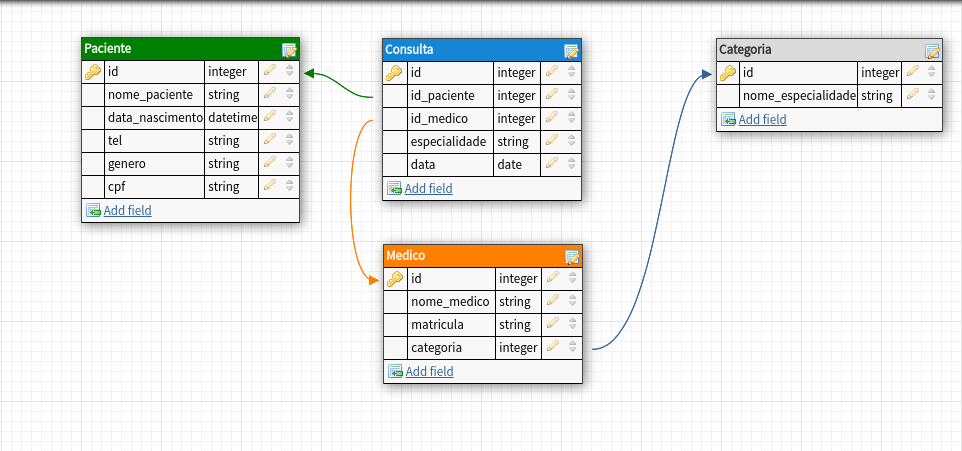 Paciente
id integer
nome_paciente string
data_nascimento datetime
tel string
genero string
cpf string
Add field
Consulta
id integer
id_paciente integer
id_medico integer
especialidade string
data date
Add field
Categoria
id integer
nome_especialidade string
Add field
Medico
id integer
nome_medico string
matricula string
categoria integer
Add field